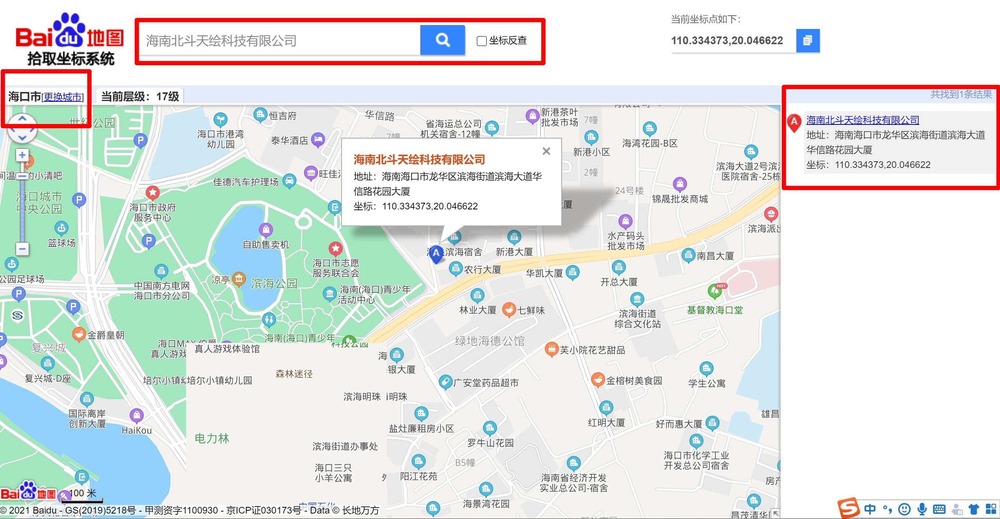 Baidu地图
拾取坐标系统
海南北斗天绘科技有限公司
坐标反查
当前坐标点如下：
110.334373,20.046622
海口市[更换城市]
当前层级：17级
共找到1条结果
A
海南北斗天绘科技有限公司
地址：海南海口市龙华区滨海街道滨海大道
华信路花园大厦
坐标：110.334373,20.046622
海南北斗天绘科技有限公司
地址：海南海口市龙华区滨海街道滨海大道华
信路花园大厦
坐标：110.334373,20.046622
世纪公园
海口市港湾
幼儿园
恒吉府
华信路
泰华酒店
7幢
省海运总公司
机关宿舍-12幢
新港茶叶
批发市场
7幢
新港小区
2幢
海湾花园-B区
24号楼
锦晟批发商城
医院宿舍-25栋
的小清吧
海口城市
中央公园
篮球场
海口市政府
服务中心
佳德汽车护理场
旺佳
自助售卖机
海口市志愿
服务联合会
凉亭
滨海公园
海南(海口)青少年
活动中心
中国南方电网
海口市分公司
公园足球场
P
P
P
P
P
A
滨海宿舍
新港大厦
农行大厦
华凯大厦
水产码头
批发市场
南昌大厦
开总大厦
HOT
基督教海口堂
滨海街道
综合文化站
林业大厦
七鲜味
绿地海德公馆
芙小院花艺甜品
金爵皇朝
复兴城
复兴城-D座
国际离岸
创新大厦
HaiKou
海南(海口)青少年
科技公园
真人游戏
真人游戏体验馆
森林迷径
培尔小镇
培尔小镇幼儿园
滨海明珠
明珠
电力林
滨海街道办事处
海口三只
小羊公寓
中国石化
海
银大厦
广安堂药品超市
金榕树美食园
学生公寓
红明大厦
好而惠大厦
雄昌
盐灶廉租房小区
罗牛山花园
B5幢
阳江花苑
海口市化学工业
开发总公司宿舍
海南省经济开发
实业总公司-宿舍
海景湾花园
房产
昌茂清华
Baidu地图
100 米
© 2021 Baidu - GS(2019)5218号 - 甲测资字1100930 - 京ICP证030173号 - Data © 长地万方
S
中